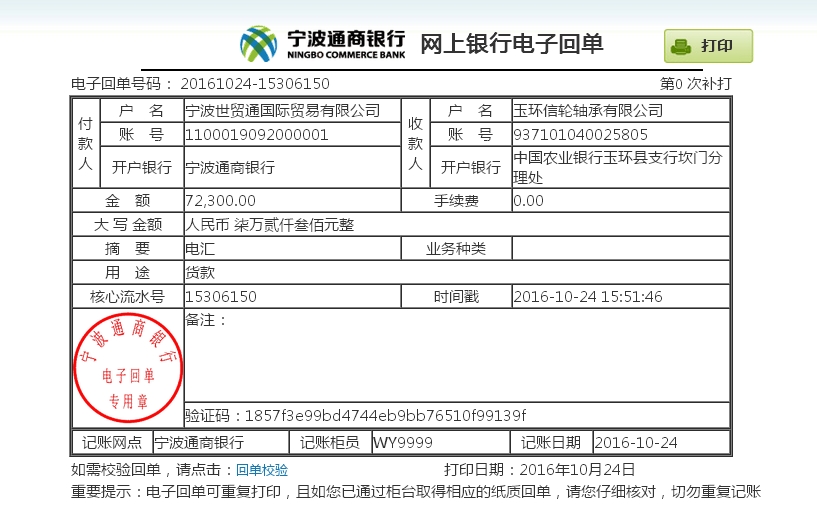 宁波通商银行 网上银行电子回单 打印
NINGBO COMMERCE BANK
电子回单号码： 20161024-15306150 第0 次补打
付款人 户 名 宁波世贸通国际贸易有限公司 收款人 户 名 玉环信轮轴承有限公司
账 号 1100019092000001 账 号 937101040025805
开户银行 宁波通商银行 开户银行 中国农业银行玉环县支行坎门分
理处
金 额 72,300.00 手续费 0.00
大 写 金额 人民币 柒万贰仟叁佰元整
摘 要 电汇 业务种类
用 途 货款
核心流水号 15306150 时间戳 2016-10-24 15:51:46
宁波通商银行
电子回单
专用章
备注：
验证码：1857f3e99bd4744eb9bb76510f99139f
记账网点 宁波通商银行 记账柜员 WY9999 记账日期 2016-10-24
如需校验回单，请点击：回单校验 打印日期：2016年10月24日
重要提示：电子回单可重复打印，且如您已通过柜台取得相应的纸质回单，请您仔细核对，切勿重复记账